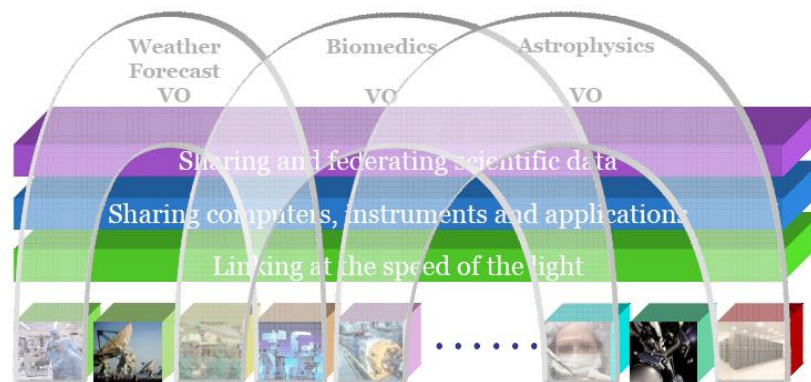 Weather
Forecast
VO
Biomedics
VO
Astrophysics
VO
Sharing and federating scientific data
Sharing computers, instruments and applications
Linking at the speed of the light